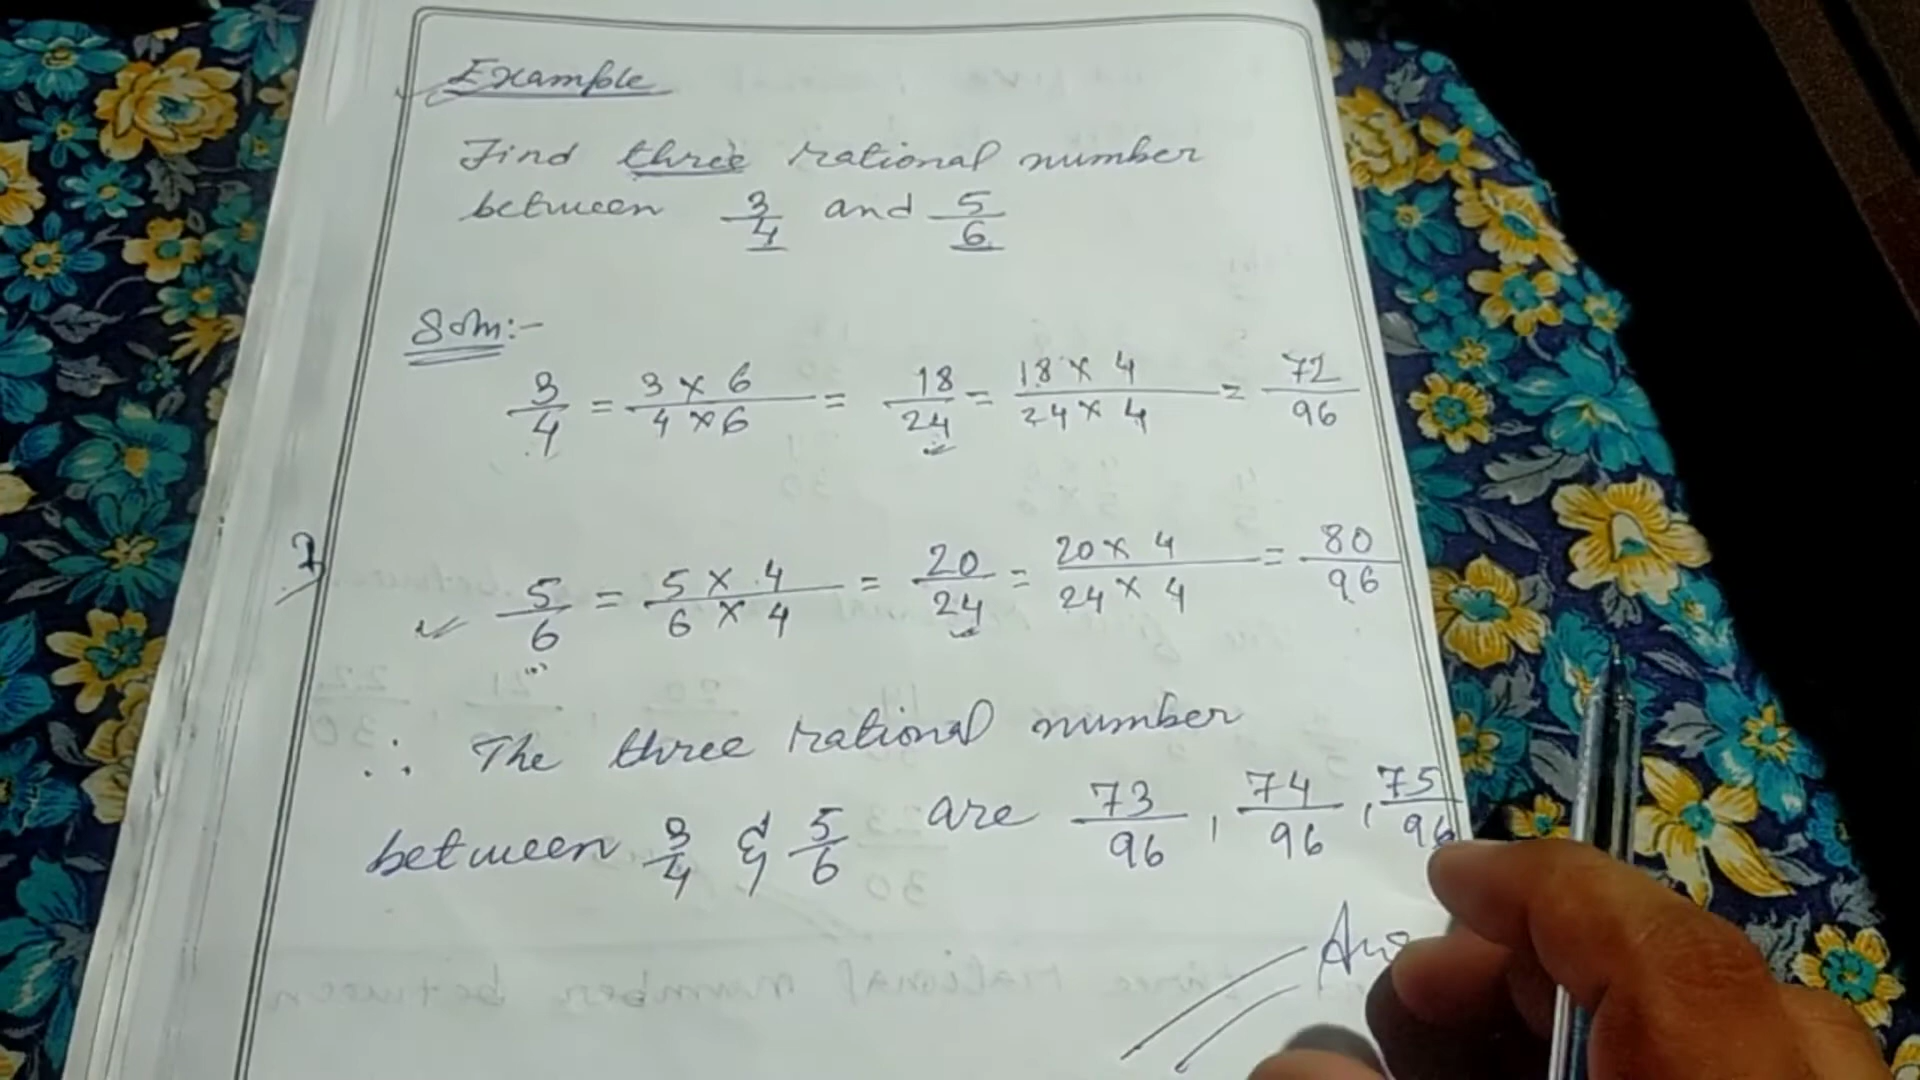 Example
Find three rational number
between 3/4 and 5/6
Soln:-
3/4 = 3 × 6 / 4 × 6 = 18/24 = 18 × 4 / 24 × 4 = 72/96
5/6 = 5 × 4 / 6 × 4 = 20/24 = 20 × 4 / 24 × 4 = 80/96
∴ The three rational number
between 3/4 & 5/6 are 73/96, 74/96, 75/96
Ans